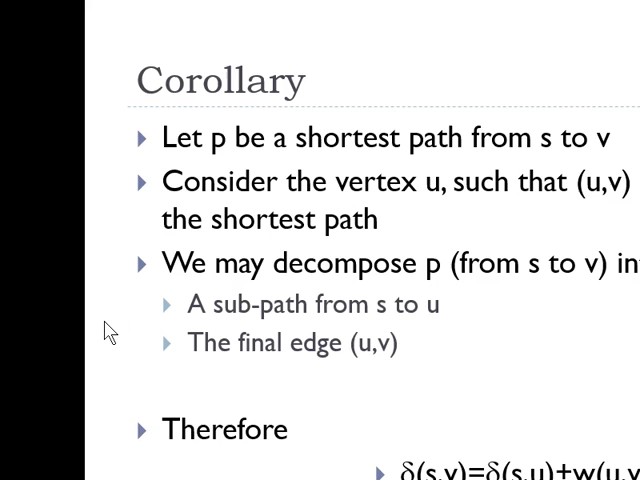 Corollary
Let p be a shortest path from s to v
Consider the vertex u, such that (u,v)
the shortest path
We may decompose p (from s to v)
A sub-path from s to u
The final edge (u,v)
Therefore
δ(s,v)=δ(s,u)+w(u,v